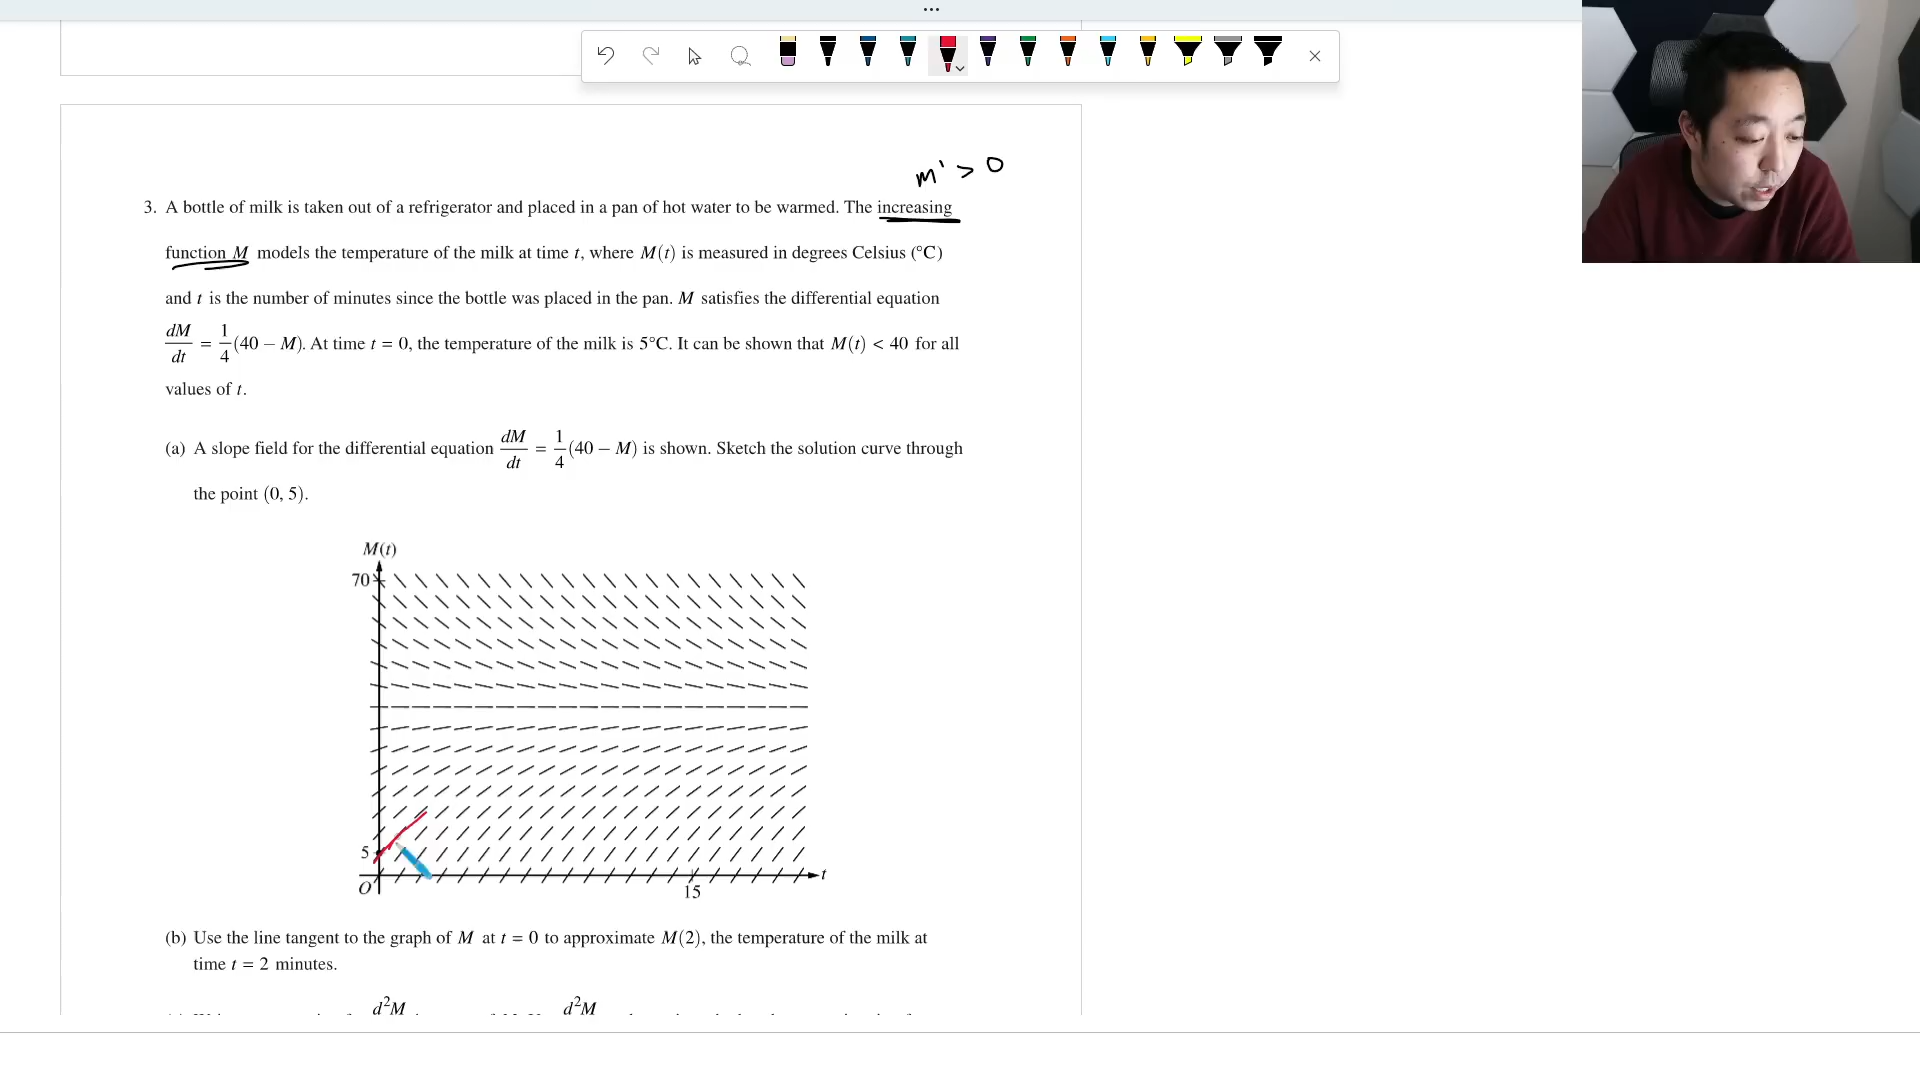 m' > 0
3. A bottle of milk is taken out of a refrigerator and placed in a pan of hot water to be warmed. The increasing
function M models the temperature of the milk at time t, where M(t) is measured in degrees Celsius (°C)
and t is the number of minutes since the bottle was placed in the pan. M satisfies the differential equation
dM/dt = 1/4(40 − M). At time t = 0, the temperature of the milk is 5°C. It can be shown that M(t) < 40 for all
values of t.
(a) A slope field for the differential equation dM/dt = 1/4(40 − M) is shown. Sketch the solution curve through
the point (0, 5).
M(t)
70
5
O
15
t
(b) Use the line tangent to the graph of M at t = 0 to approximate M(2), the temperature of the milk at
time t = 2 minutes.
d²M d²M